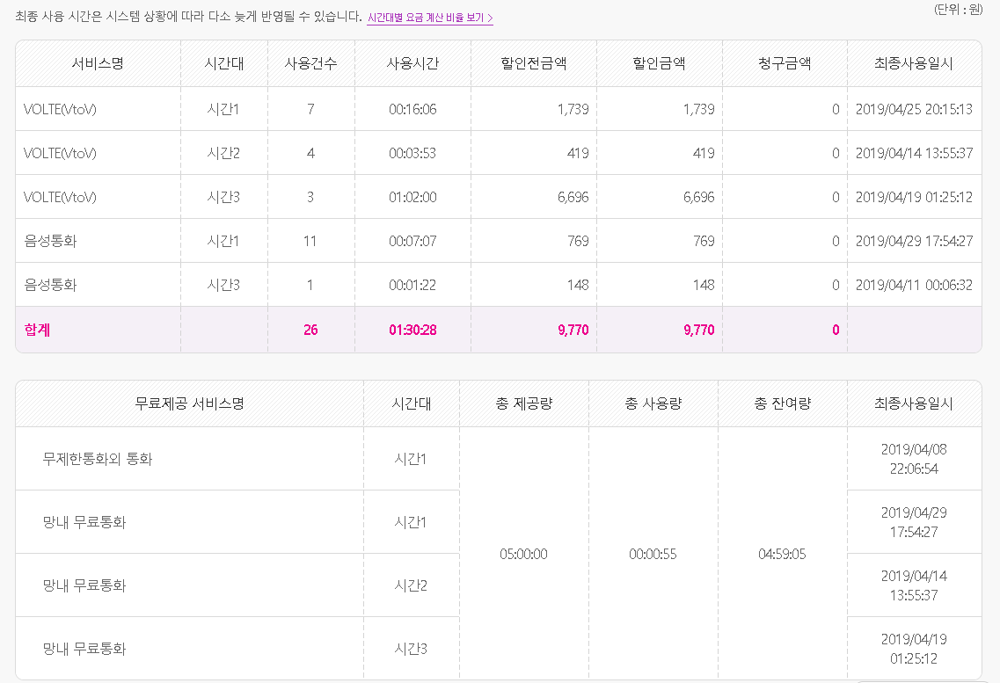 최종 사용 시간은 시스템 상황에 따라 다소 늦게 반영될 수 있습니다. 시간대별 요금 계산 비율 보기 > (단위 : 원)
서비스명 시간대 사용건수 사용시간 할인전금액 할인금액 청구금액 최종사용일시
VOLTE(VtoV) 시간1 7 00:16:06 1,739 1,739 0 2019/04/25 20:15:13
VOLTE(VtoV) 시간2 4 00:03:53 419 419 0 2019/04/14 13:55:37
VOLTE(VtoV) 시간3 3 01:02:00 6,696 6,696 0 2019/04/19 01:25:12
음성통화 시간1 11 00:07:07 769 769 0 2019/04/29 17:54:27
음성통화 시간3 1 00:01:22 148 148 0 2019/04/11 00:06:32
합계 26 01:30:28 9,770 9,770 0
무료제공 서비스명 시간대 총 제공량 총 사용량 총 잔여량 최종사용일시
무제한통화외 통화 시간1 2019/04/08
22:06:54
망내 무료통화 시간1 2019/04/29
17:54:27
05:00:00 00:00:55 04:59:05
망내 무료통화 시간2 2019/04/14
13:55:37
망내 무료통화 시간3 2019/04/19
01:25:12